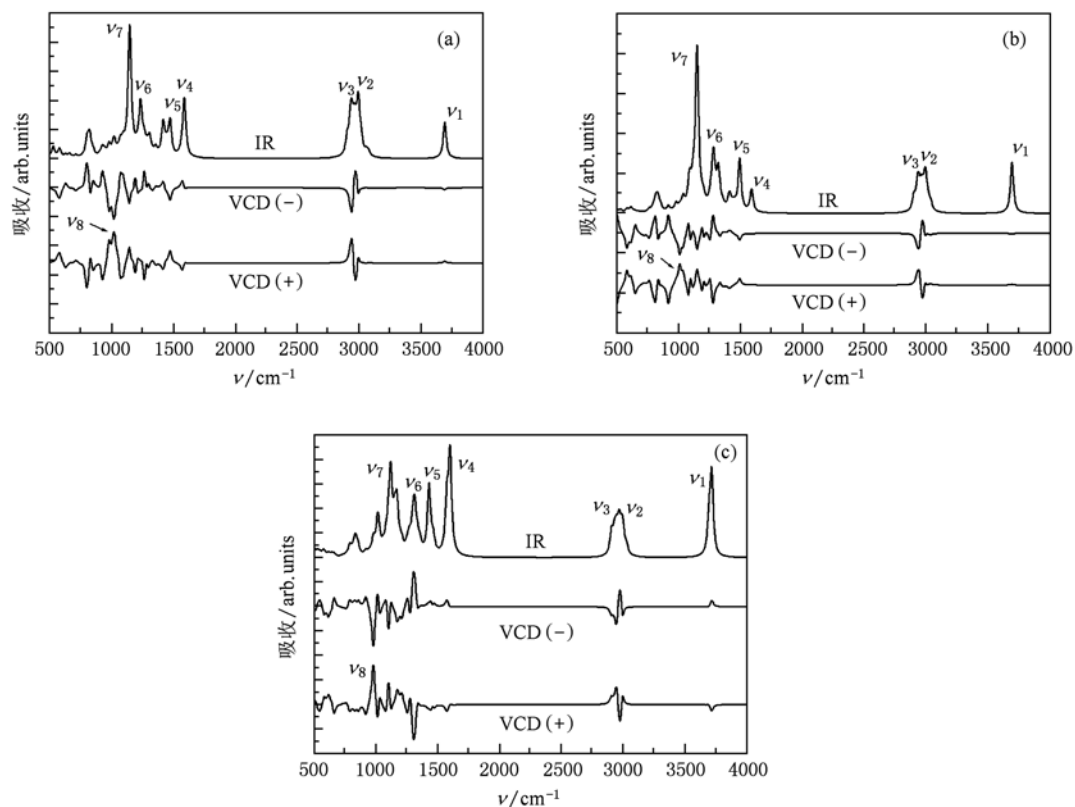 (a)
ν₇
ν₆
ν₅
ν₄
ν₃
ν₂
ν₁
IR
VCD (−)
ν₈
VCD (+)
吸收/arb.units
500 1000 1500 2000 2500 3000 3500 4000
ν/cm⁻¹
(b)
ν₇
ν₆
ν₅
ν₄
ν₃
ν₂
ν₁
IR
VCD (−)
ν₈
VCD (+)
吸收/arb.units
500 1000 1500 2000 2500 3000 3500 4000
ν/cm⁻¹
(c)
ν₇
ν₆
ν₅
ν₄
ν₃
ν₂
ν₁
IR
VCD (−)
ν₈
VCD (+)
吸收/arb.units
500 1000 1500 2000 2500 3000 3500 4000
ν/cm⁻¹